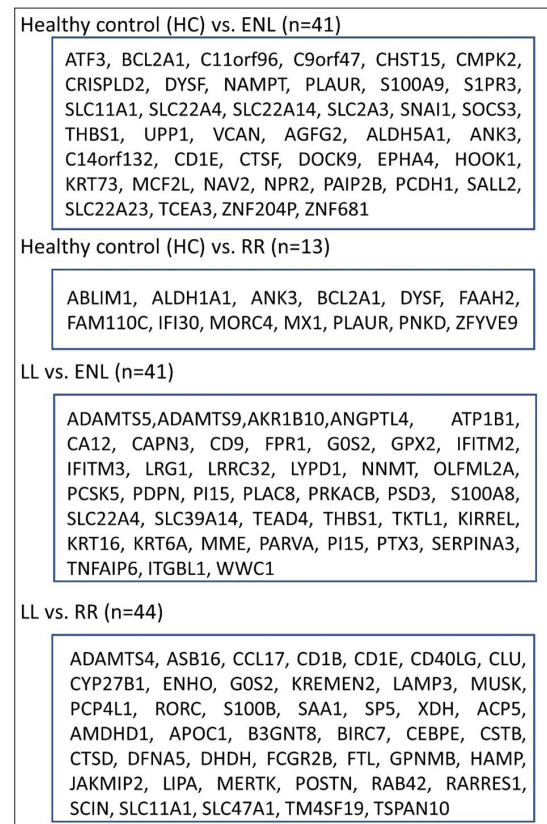 Healthy control (HC) vs. ENL (n=41)
ATF3, BCL2A1, C11orf96, C9orf47, CHST15, CMPK2,
CRISPLD2, DYSF, NAMPT, PLAUR, S100A9, S1PR3,
SLC11A1, SLC22A4, SLC22A14, SLC2A3, SNAI1, SOCS3,
THBS1, UPP1, VCAN, AGFG2, ALDH5A1, ANK3,
C14orf132, CD1E, CTSF, DOCK9, EPHA4, HOOK1,
KRT73, MCF2L, NAV2, NPR2, PAIP2B, PCDH1, SALL2,
SLC22A23, TCEA3, ZNF204P, ZNF681
Healthy control (HC) vs. RR (n=13)
ABLIM1, ALDH1A1, ANK3, BCL2A1, DYSF, FAAH2,
FAM110C, IFI30, MORC4, MX1, PLAUR, PNKD, ZFYVE9
LL vs. ENL (n=41)
ADAMTS5,ADAMTS9,AKR1B10,ANGPTL4, ATP1B1,
CA12, CAPN3, CD9, FPR1, G0S2, GPX2, IFITM2,
IFITM3, LRG1, LRRC32, LYPD1, NNMT, OLFML2A,
PCSK5, PDPN, PI15, PLAC8, PRKACB, PSD3, S100A8,
SLC22A4, SLC39A14, TEAD4, THBS1, TKTL1, KIRREL,
KRT16, KRT6A, MME, PARVA, PI15, PTX3, SERPINA3,
TNFAIP6, ITGBL1, WWC1
LL vs. RR (n=44)
ADAMTS4, ASB16, CCL17, CD1B, CD1E, CD40LG, CLU,
CYP27B1, ENHO, G0S2, KREMEN2, LAMP3, MUSK,
PCP4L1, RORC, S100B, SAA1, SP5, XDH, ACP5,
AMDHD1, APOC1, B3GNT8, BIRC7, CEBPE, CSTB,
CTSD, DFNA5, DHDH, FCGR2B, FTL, GPNMB, HAMP,
JAKMIP2, LIPA, MERTK, POSTN, RAB42, RARRES1,
SCIN, SLC11A1, SLC47A1, TM4SF19, TSPAN10